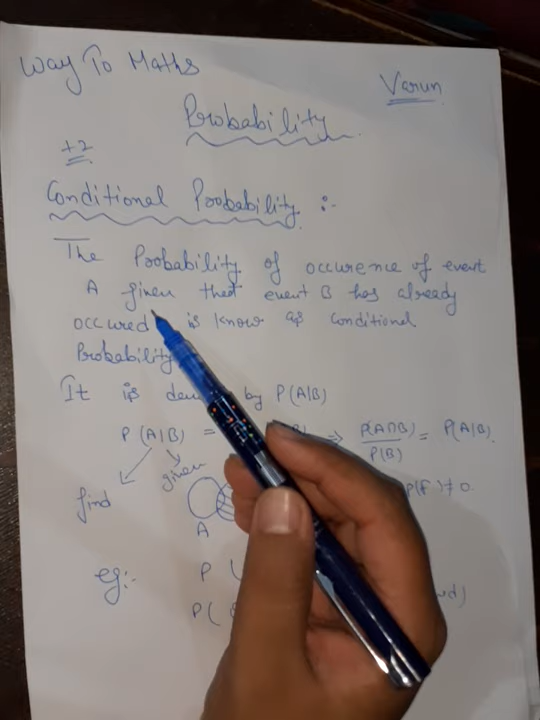 Way To Maths
Varun
Probability
+2
Conditional Probability :-
The Probability of occurence of event
A given that event B has already
occured is know as conditional
Probability
It is by P(A|B)
P (A|B) = ⇒ P(A∩B)/P(B) = P(A|B).
find given
A P(F) ≠ 0.
eg:- P (
P(